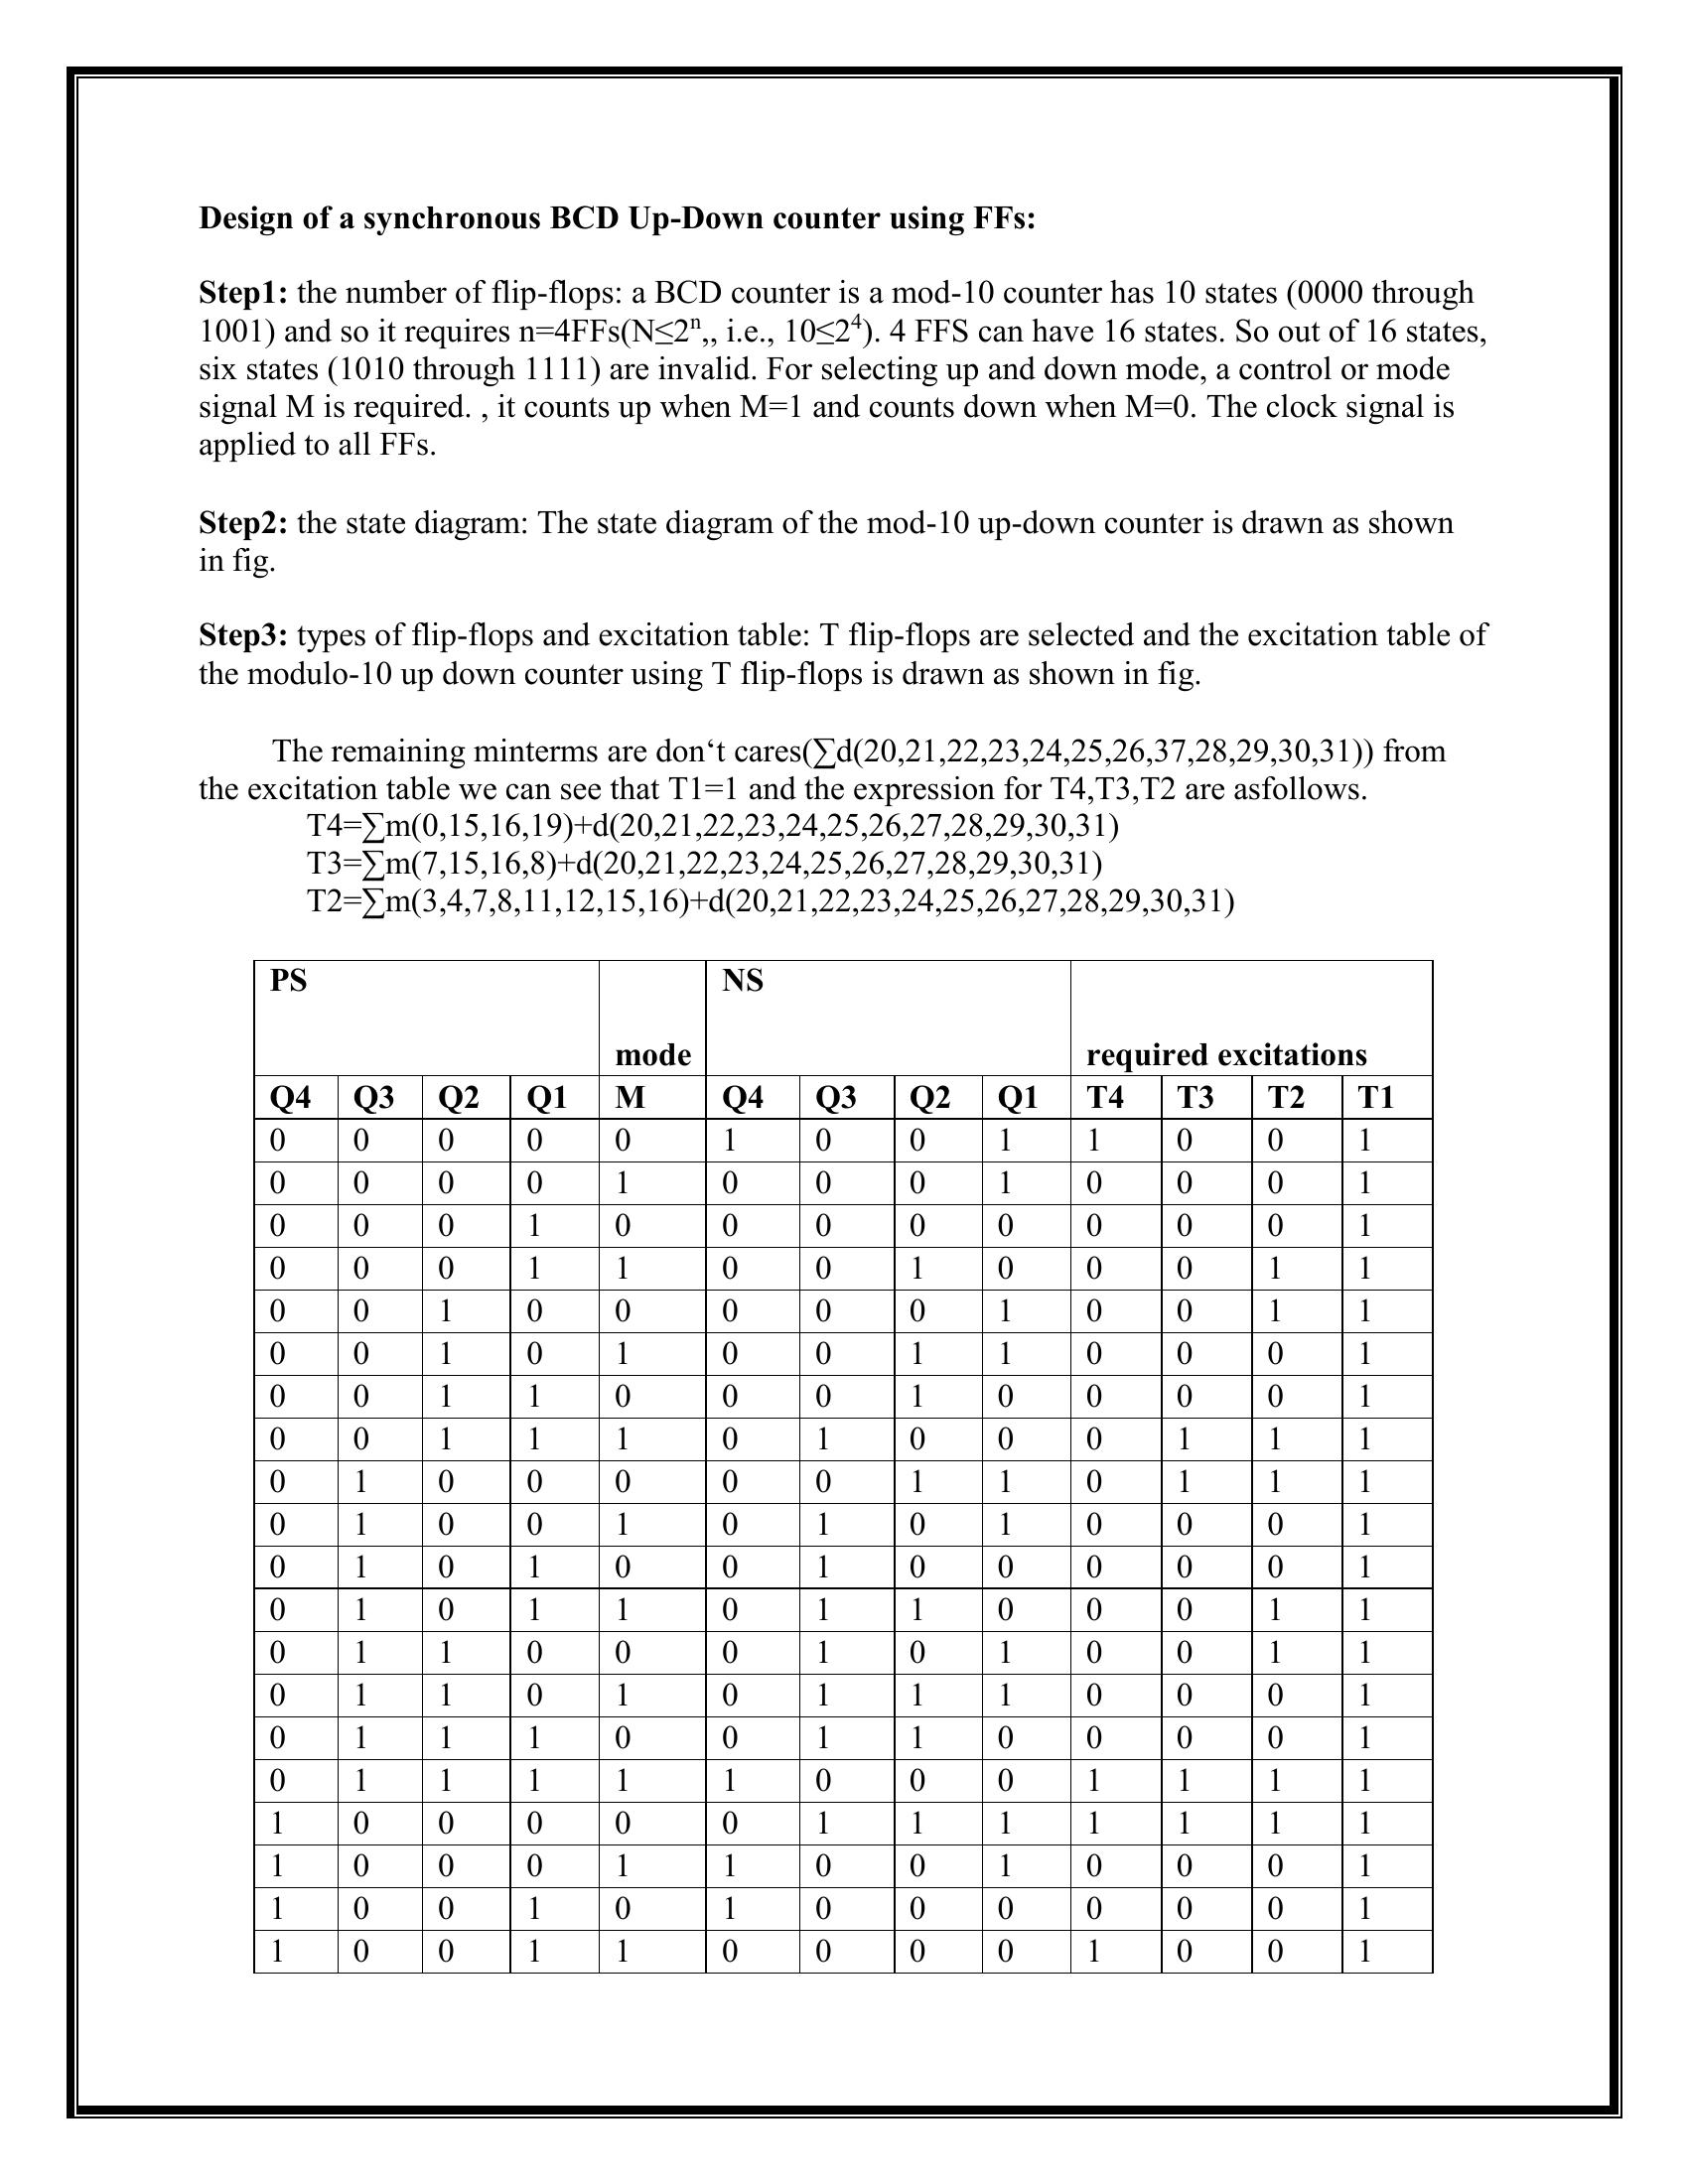 Design of a synchronous BCD Up-Down counter using FFs:
Step1: the number of flip-flops: a BCD counter is a mod-10 counter has 10 states (0000 through
1001) and so it requires n=4FFs(N≤2ⁿ,, i.e., 10≤2⁴). 4 FFS can have 16 states. So out of 16 states,
six states (1010 through 1111) are invalid. For selecting up and down mode, a control or mode
signal M is required. , it counts up when M=1 and counts down when M=0. The clock signal is
applied to all FFs.
Step2: the state diagram: The state diagram of the mod-10 up-down counter is drawn as shown
in fig.
Step3: types of flip-flops and excitation table: T flip-flops are selected and the excitation table of
the modulo-10 up down counter using T flip-flops is drawn as shown in fig.
The remaining minterms are don‘t cares(∑d(20,21,22,23,24,25,26,37,28,29,30,31)) from
the excitation table we can see that T1=1 and the expression for T4,T3,T2 are asfollows.
T4=∑m(0,15,16,19)+d(20,21,22,23,24,25,26,27,28,29,30,31)
T3=∑m(7,15,16,8)+d(20,21,22,23,24,25,26,27,28,29,30,31)
T2=∑m(3,4,7,8,11,12,15,16)+d(20,21,22,23,24,25,26,27,28,29,30,31)
PS NS
mode required excitations
Q4 Q3 Q2 Q1 M Q4 Q3 Q2 Q1 T4 T3 T2 T1
0 0 0 0 0 1 0 0 1 1 0 0 1
0 0 0 0 1 0 0 0 1 0 0 0 1
0 0 0 1 0 0 0 0 0 0 0 0 1
0 0 0 1 1 0 0 1 0 0 0 1 1
0 0 1 0 0 0 0 0 1 0 0 1 1
0 0 1 0 1 0 0 1 1 0 0 0 1
0 0 1 1 0 0 0 1 0 0 0 0 1
0 0 1 1 1 0 1 0 0 0 1 1 1
0 1 0 0 0 0 0 1 1 0 1 1 1
0 1 0 0 1 0 1 0 1 0 0 0 1
0 1 0 1 0 0 1 0 0 0 0 0 1
0 1 0 1 1 0 1 1 0 0 0 1 1
0 1 1 0 0 0 1 0 1 0 0 1 1
0 1 1 0 1 0 1 1 1 0 0 0 1
0 1 1 1 0 0 1 1 0 0 0 0 1
0 1 1 1 1 1 0 0 0 1 1 1 1
1 0 0 0 0 0 1 1 1 1 1 1 1
1 0 0 0 1 1 0 0 1 0 0 0 1
1 0 0 1 0 1 0 0 0 0 0 0 1
1 0 0 1 1 0 0 0 0 1 0 0 1